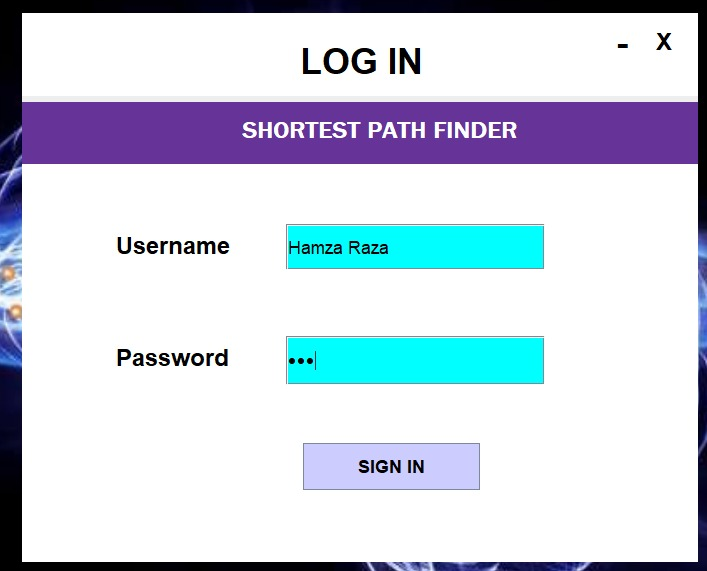 - X
LOG IN
SHORTEST PATH FINDER
Username
Hamza Raza
Password
•••
SIGN IN